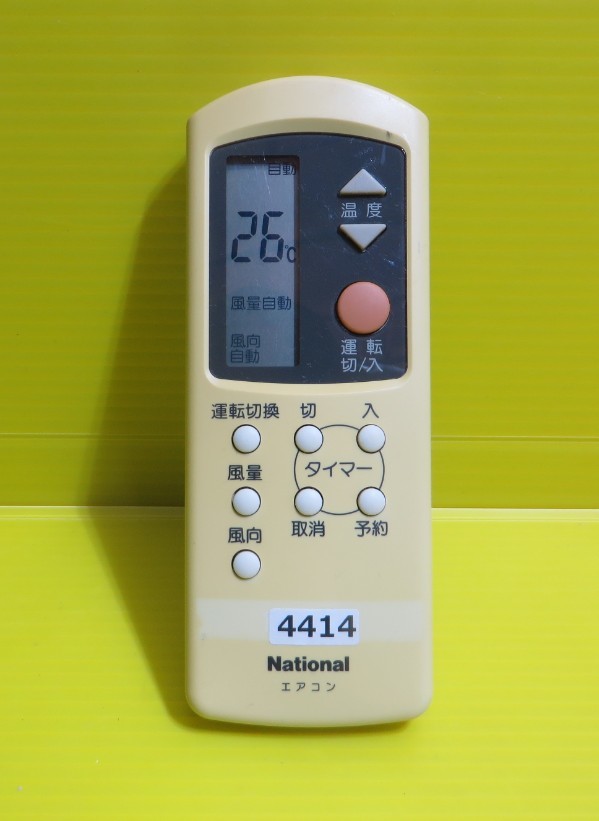 自動
26℃
風量自動
風向
自動
温度
運転
切/入
運転切換
切
入
風量
タイマー
風向
取消
予約
4414
National
エアコン